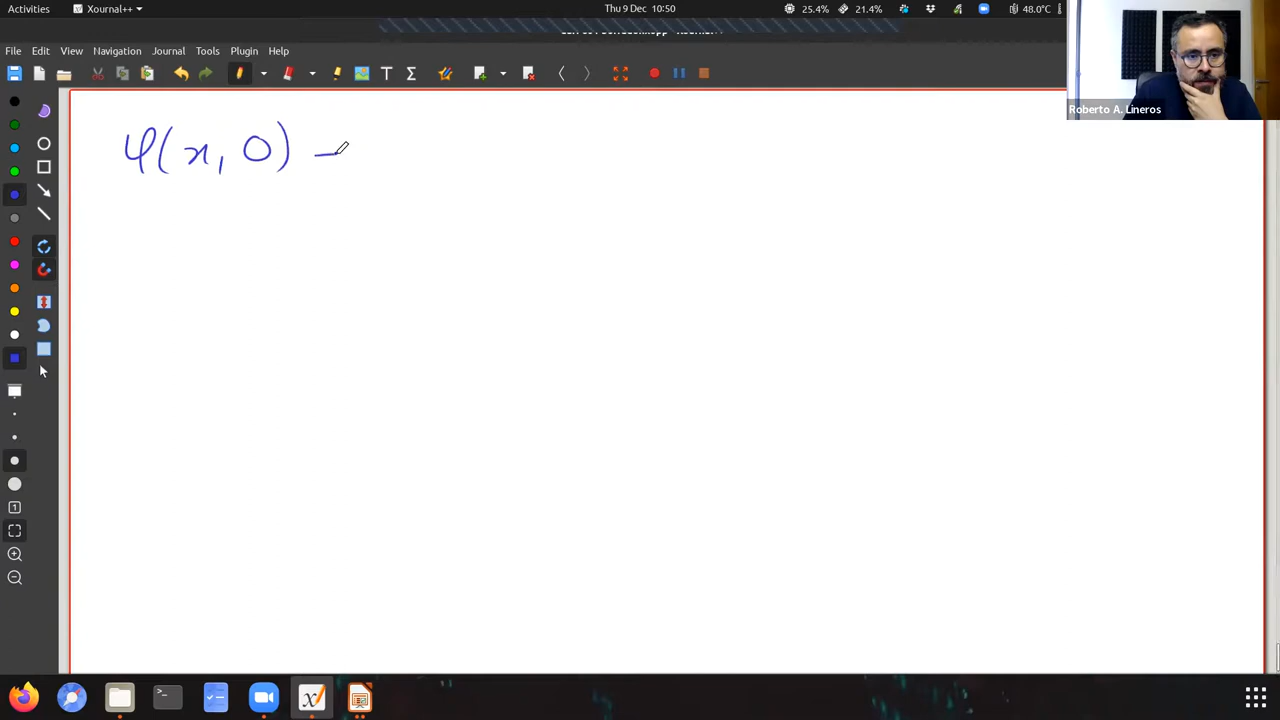 Activities Xournal++ Thu 9 Dec 10:50 25.4% 21.4% 48.0°C
File Edit View Navigation Journal Tools Plugin Help
Roberto A. Lineros
φ(x, 0) –